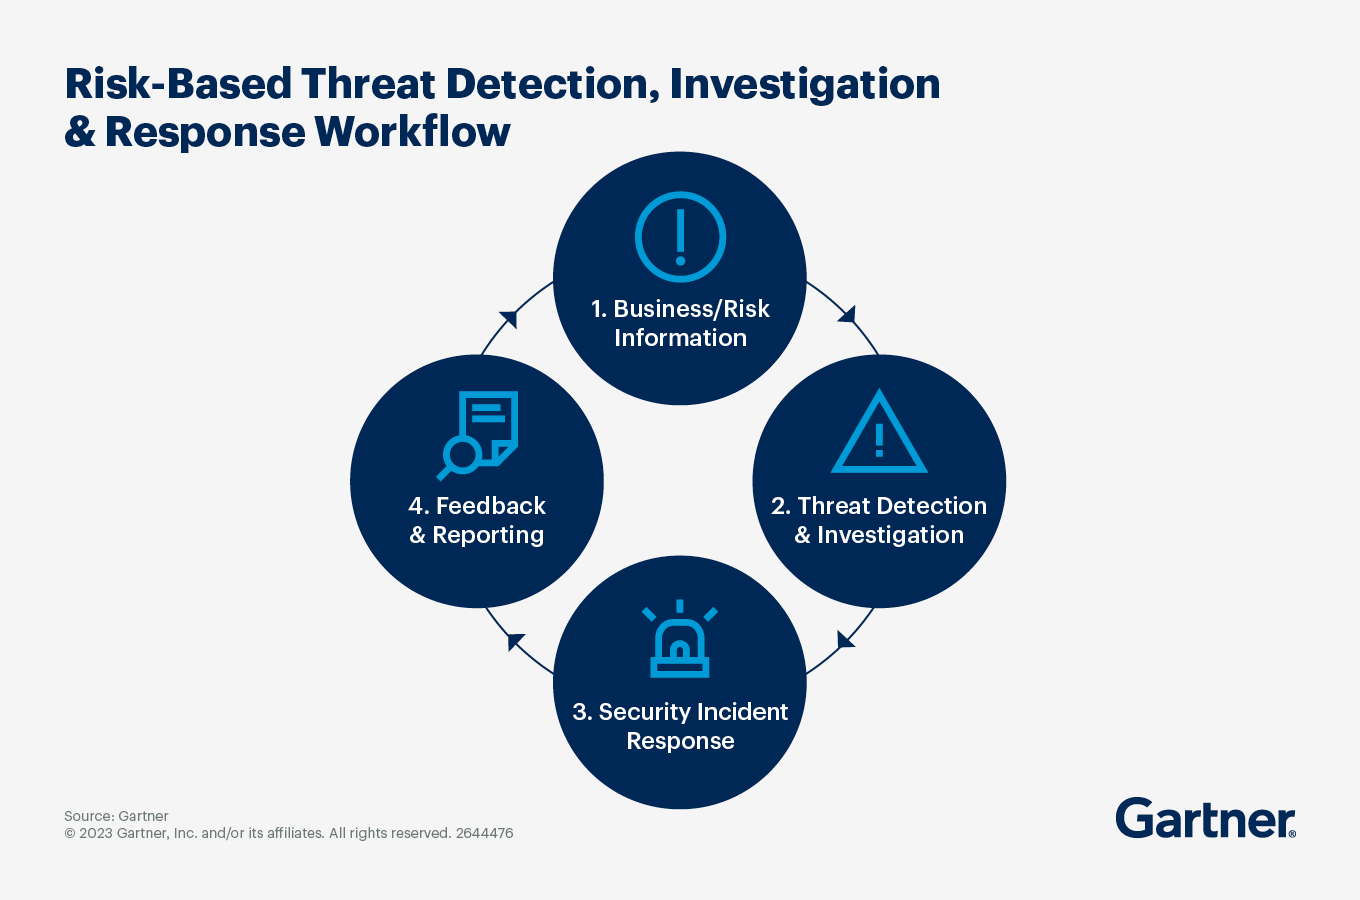 Risk-Based Threat Detection, Investigation
& Response Workflow
1. Business/Risk
Information
2. Threat Detection
& Investigation
3. Security Incident
Response
4. Feedback
& Reporting
Source: Gartner
© 2023 Gartner, Inc. and/or its affiliates. All rights reserved. 2644476
Gartner®